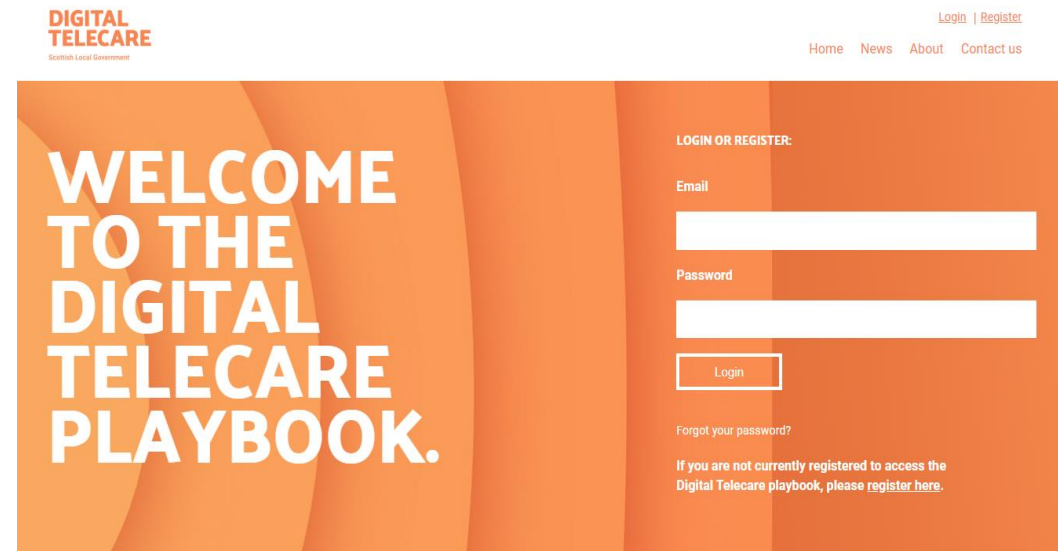 DIGITAL
TELECARE
Scottish Local Government
Login | Register
Home News About Contact us
WELCOME
TO THE
DIGITAL
TELECARE
PLAYBOOK.
LOGIN OR REGISTER:
Email
Password
Login
Forgot your password?
If you are not currently registered to access the
Digital Telecare playbook, please register here.